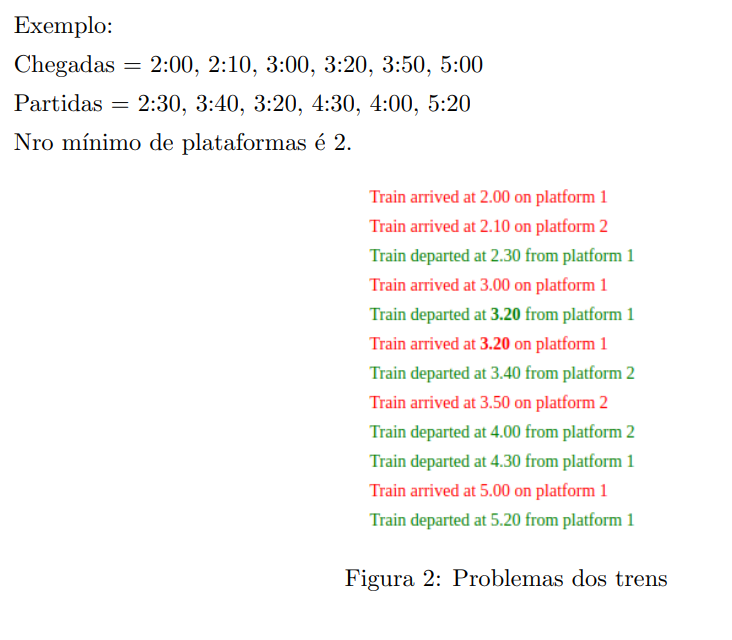 Exemplo:
Chegadas = 2:00, 2:10, 3:00, 3:20, 3:50, 5:00
Partidas = 2:30, 3:40, 3:20, 4:30, 4:00, 5:20
Nro mínimo de plataformas é 2.
Train arrived at 2.00 on platform 1
Train arrived at 2.10 on platform 2
Train departed at 2.30 from platform 1
Train arrived at 3.00 on platform 1
Train departed at 3.20 from platform 1
Train arrived at 3.20 on platform 1
Train departed at 3.40 from platform 2
Train arrived at 3.50 on platform 2
Train departed at 4.00 from platform 2
Train departed at 4.30 from platform 1
Train arrived at 5.00 on platform 1
Train departed at 5.20 from platform 1
Figura 2: Problemas dos trens